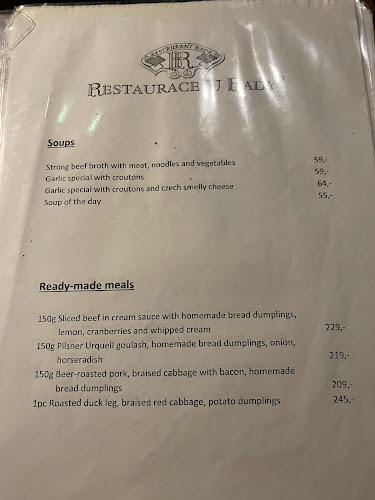 RESTAURANT
R
RESTAURACE U
Soups
Strong beef broth with meat, noodles and vegetables 59,-
Garlic special with croutons 59,-
Garlic special with croutons and czech smelly cheese 64,-
Soup of the day 55,-
Ready-made meals
150g Sliced beef in cream sauce with homemade bread dumplings,
lemon, cranberries and whipped cream 229,-
150g Pilsner Urquell goulash, homemade bread dumplings, onion,
horseradish 219,-
150g Beer-roasted pork, braised cabbage with bacon, homemade
bread dumplings 209,-
1pc Roasted duck leg, braised red cabbage, potato dumplings 245,-